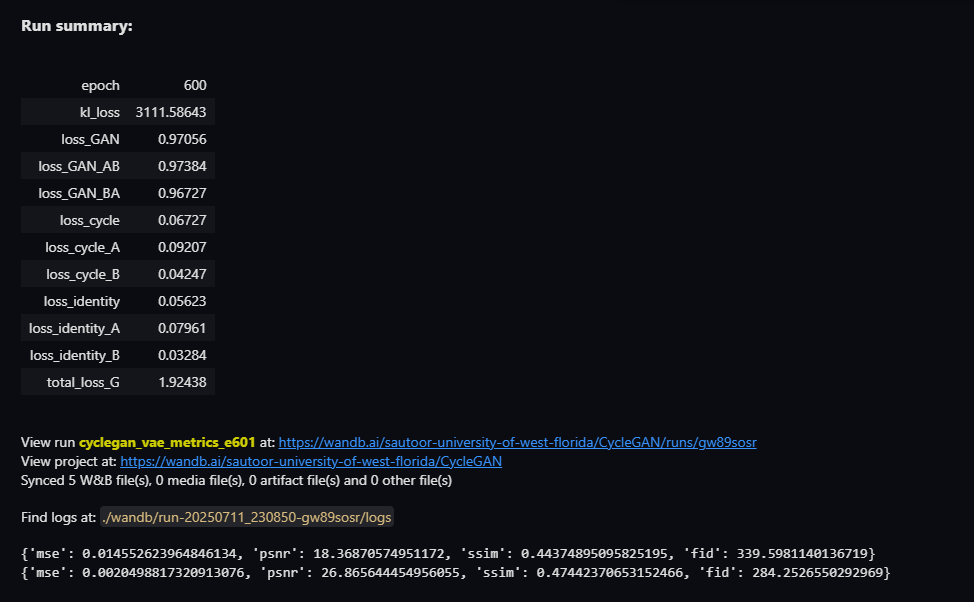 Run summary:
epoch 600
kl_loss 3111.58643
loss_GAN 0.97056
loss_GAN_AB 0.97384
loss_GAN_BA 0.96727
loss_cycle 0.06727
loss_cycle_A 0.09207
loss_cycle_B 0.04247
loss_identity 0.05623
loss_identity_A 0.07961
loss_identity_B 0.03284
total_loss_G 1.92438
View run cyclegan_vae_metrics_e601 at: https://wandb.ai/sautoor-university-of-west-florida/CycleGAN/runs/gw89sosr
View project at: https://wandb.ai/sautoor-university-of-west-florida/CycleGAN
Synced 5 W&B file(s), 0 media file(s), 0 artifact file(s) and 0 other file(s)
Find logs at: ./wandb/run-20250711_230850-gw89sosr/logs
{'mse': 0.014552623964846134, 'psnr': 18.36870574951172, 'ssim': 0.44374895095825195, 'fid': 339.5981140136719}
{'mse': 0.0020498817320913076, 'psnr': 26.865644454956055, 'ssim': 0.47442370653152466, 'fid': 284.2526550292969}